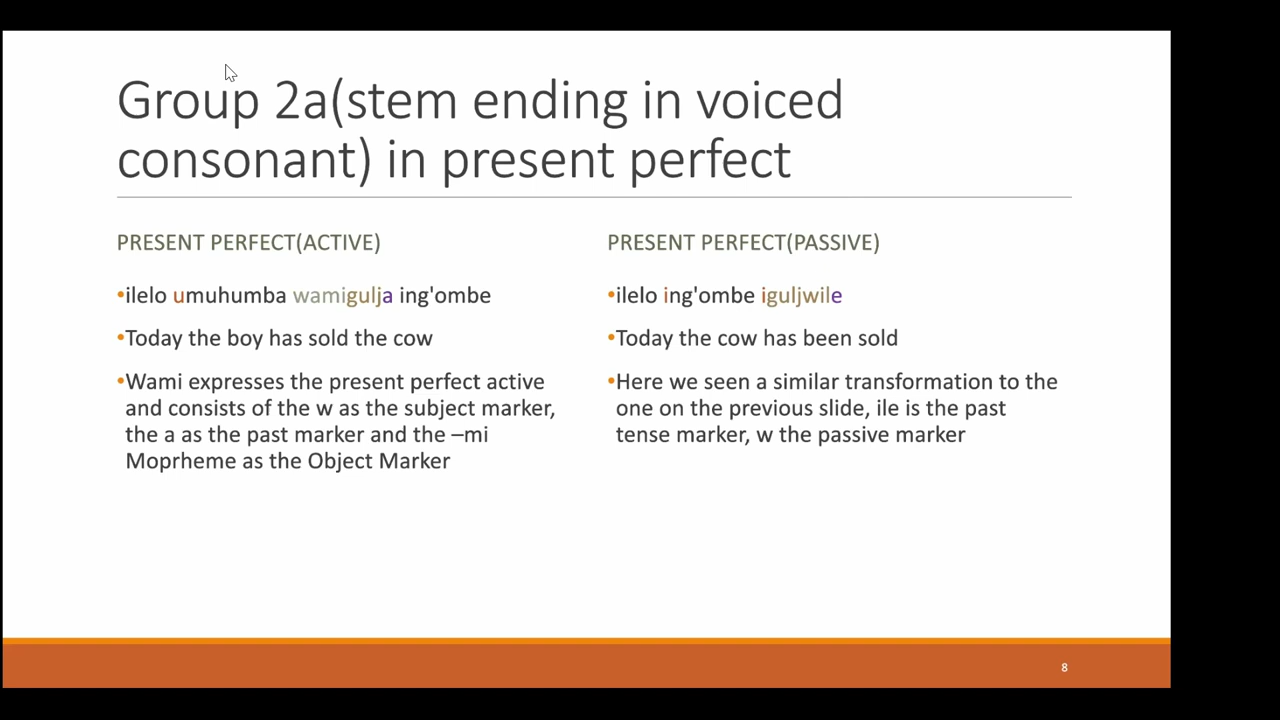 Group 2a(stem ending in voiced
consonant) in present perfect
PRESENT PERFECT(ACTIVE)
•ilelo umuhumba wamigulja ing'ombe
•Today the boy has sold the cow
•Wami expresses the present perfect active
and consists of the w as the subject marker,
the a as the past marker and the –mi
Moprheme as the Object Marker
PRESENT PERFECT(PASSIVE)
•ilelo ing'ombe iguljwile
•Today the cow has been sold
•Here we seen a similar transformation to the
one on the previous slide, ile is the past
tense marker, w the passive marker
8